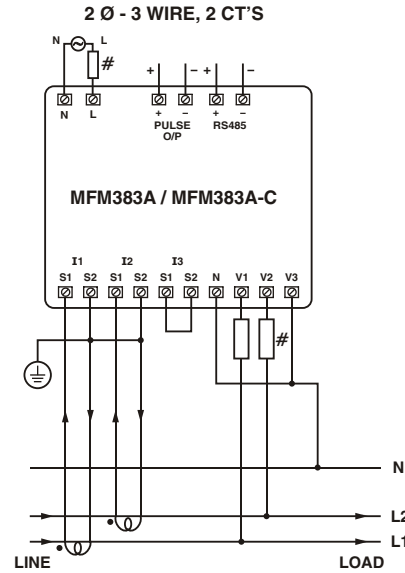 2 Ø - 3 WIRE, 2 CT'S
N L
#
+ − + −
N L + − + −
PULSE O/P RS485
MFM383A / MFM383A-C
I1 I2 I3
S1 S2 S1 S2 S1 S2 N V1 V2 V3
#
N
L2
L1
LINE LOAD